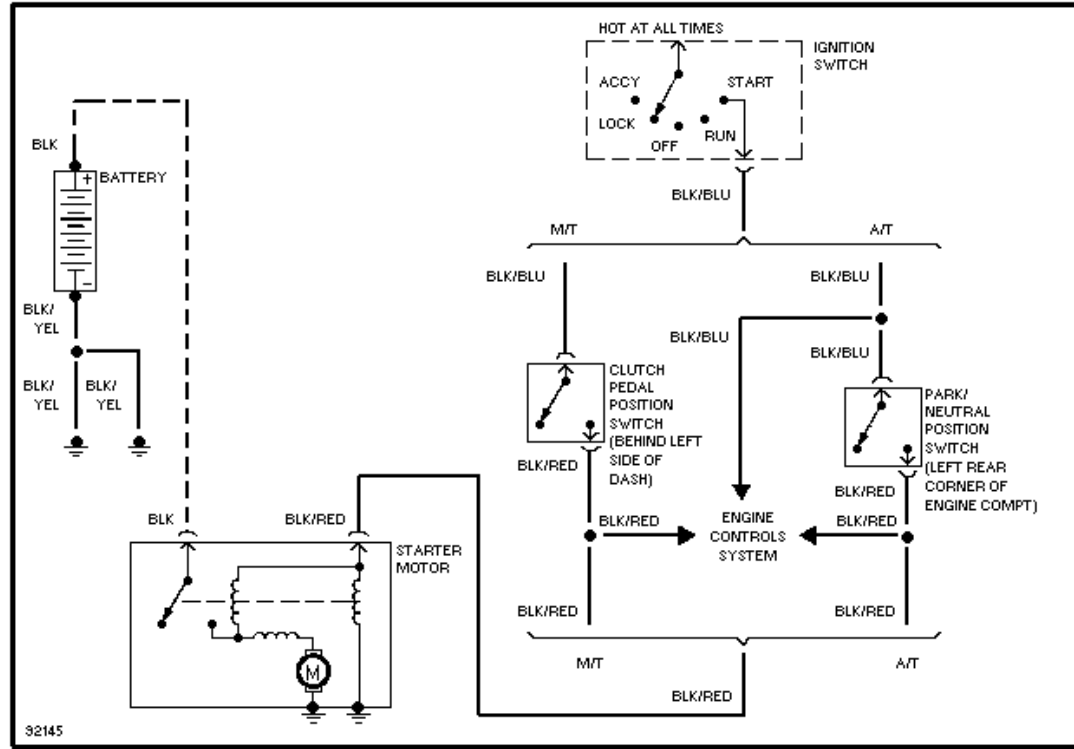 HOT AT ALL TIMES
IGNITION
SWITCH
ACCY
START
LOCK
RUN
OFF
BLK
+
BATTERY
-
BLK/BLU
M/T
A/T
BLK/BLU
BLK/BLU
BLK/
YEL
BLK/BLU
BLK/BLU
BLK/
YEL
BLK/
YEL
CLUTCH
PEDAL
POSITION
SWITCH
(BEHIND LEFT
SIDE OF
DASH)
PARK/
NEUTRAL
POSITION
SWITCH
(LEFT REAR
CORNER OF
ENGINE COMPT)
BLK/RED
BLK/RED
BLK
BLK/RED
BLK/RED
ENGINE
CONTROLS
SYSTEM
BLK/RED
STARTER
MOTOR
BLK/RED
BLK/RED
M
M/T
A/T
BLK/RED
92145